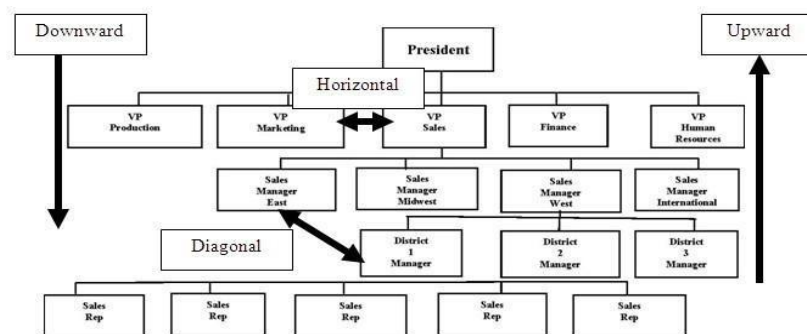 Downward
Upward
President
Horizontal
VP
Production
VP
Marketing
VP
Sales
VP
Finance
VP
Human
Resources
Sales
Manager
East
Sales
Manager
Midwest
Sales
Manager
West
Sales
Manager
International
Diagonal
District
1
Manager
District
2
Manager
District
3
Manager
Sales
Rep
Sales
Rep
Sales
Rep
Sales
Rep
Sales
Rep